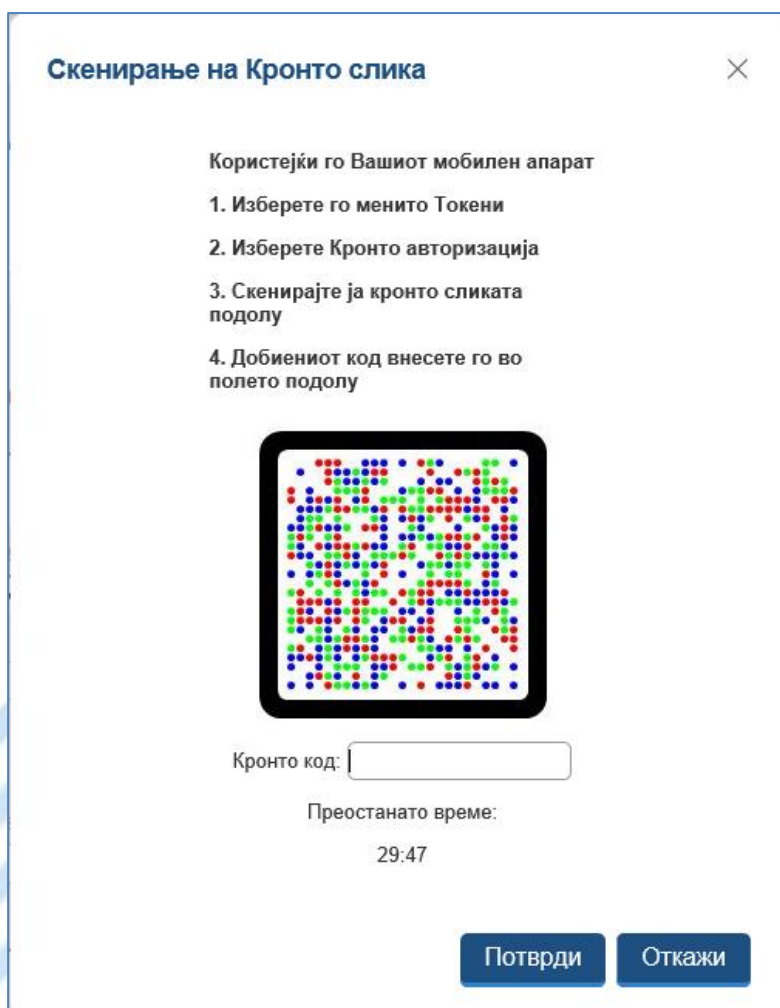 Скенирање на Кронто слика
Користејќи го Вашиот мобилен апарат
1. Изберете го менито Токени
2. Изберете Кронто авторизација
3. Скенирајте ја кронто сликата
подолу
4. Добиениот код внесете го во
полето подолу
Кронто код:
Преостанато време:
29:47
Потврди Откажи